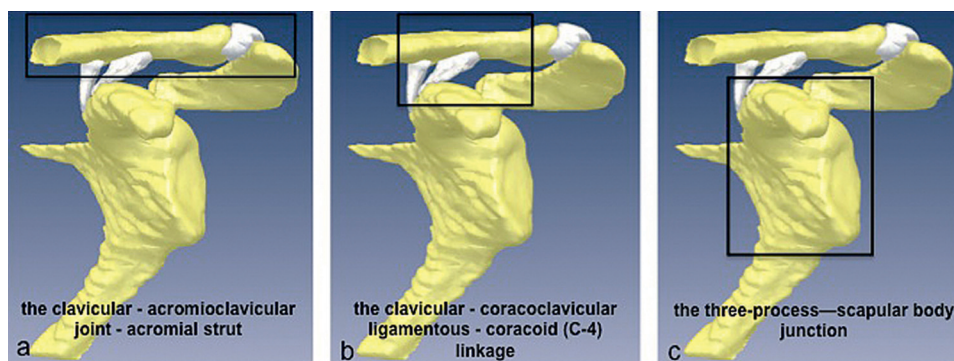 the clavicular - acromioclavicular
joint - acromial strut
a
the clavicular - coracoclavicular
ligamentous - coracoid (C-4)
linkage
b
the three-process—scapular body
junction
c